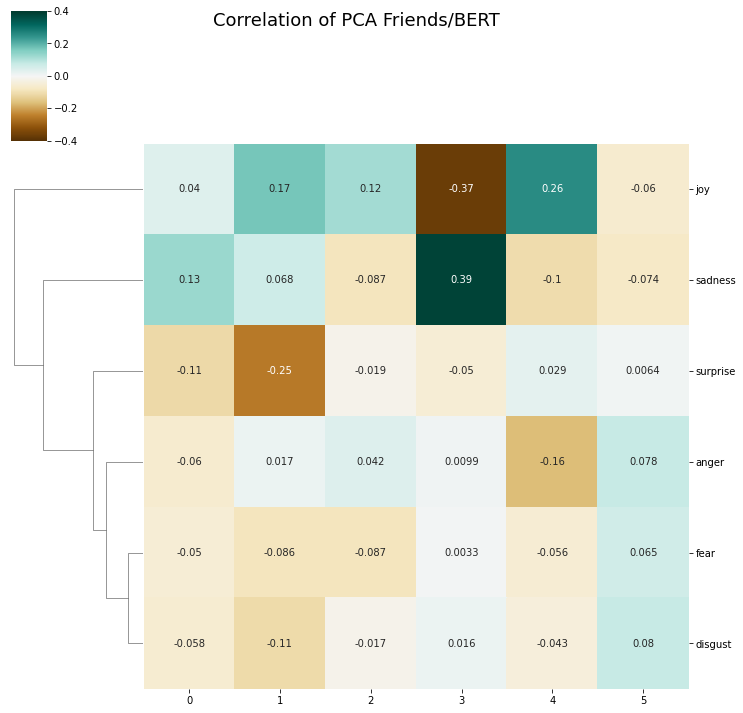 Correlation of PCA Friends/BERT
0.4
0.2
0.0
−0.2
−0.4
0.04 0.17 0.12 -0.37 0.26 -0.06 joy
0.13 0.068 -0.087 0.39 -0.1 -0.074 sadness
-0.11 -0.25 -0.019 -0.05 0.029 0.0064 surprise
-0.06 0.017 0.042 0.0099 -0.16 0.078 anger
-0.05 -0.086 -0.087 0.0033 -0.056 0.065 fear
-0.058 -0.11 -0.017 0.016 -0.043 0.08 disgust
0 1 2 3 4 5